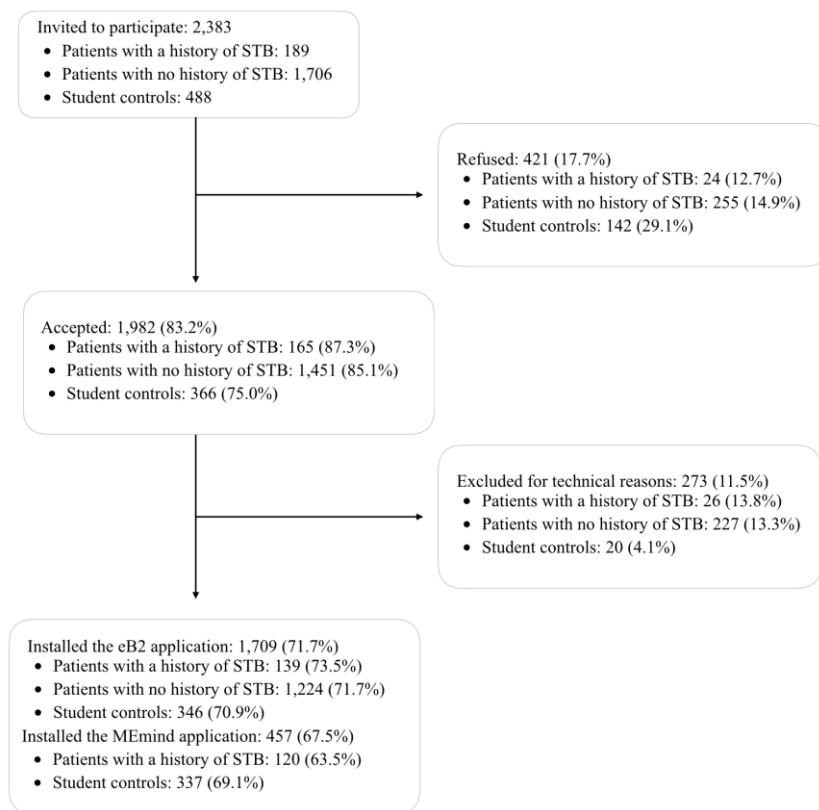 Invited to participate: 2,383
• Patients with a history of STB: 189
• Patients with no history of STB: 1,706
• Student controls: 488
Refused: 421 (17.7%)
• Patients with a history of STB: 24 (12.7%)
• Patients with no history of STB: 255 (14.9%)
• Student controls: 142 (29.1%)
Accepted: 1,982 (83.2%)
• Patients with a history of STB: 165 (87.3%)
• Patients with no history of STB: 1,451 (85.1%)
• Student controls: 366 (75.0%)
Excluded for technical reasons: 273 (11.5%)
• Patients with a history of STB: 26 (13.8%)
• Patients with no history of STB: 227 (13.3%)
• Student controls: 20 (4.1%)
Installed the eB2 application: 1,709 (71.7%)
• Patients with a history of STB: 139 (73.5%)
• Patients with no history of STB: 1,224 (71.7%)
• Student controls: 346 (70.9%)
Installed the MEmind application: 457 (67.5%)
• Patients with a history of STB: 120 (63.5%)
• Student controls: 337 (69.1%)